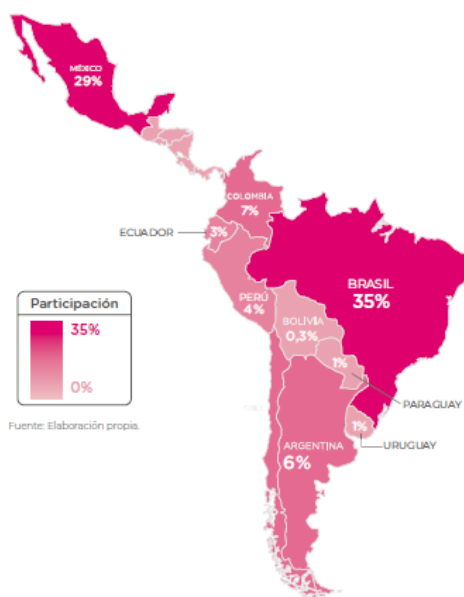 MÉXICO
29%
COLOMBIA
7%
ECUADOR
3%
PERÚ
4%
BRASIL
35%
BOLÍVIA
0,3%
1%
PARAGUAY
1%
URUGUAY
ARGENTINA
6%
Participación
35%
0%
Fuente: Elaboración propia.